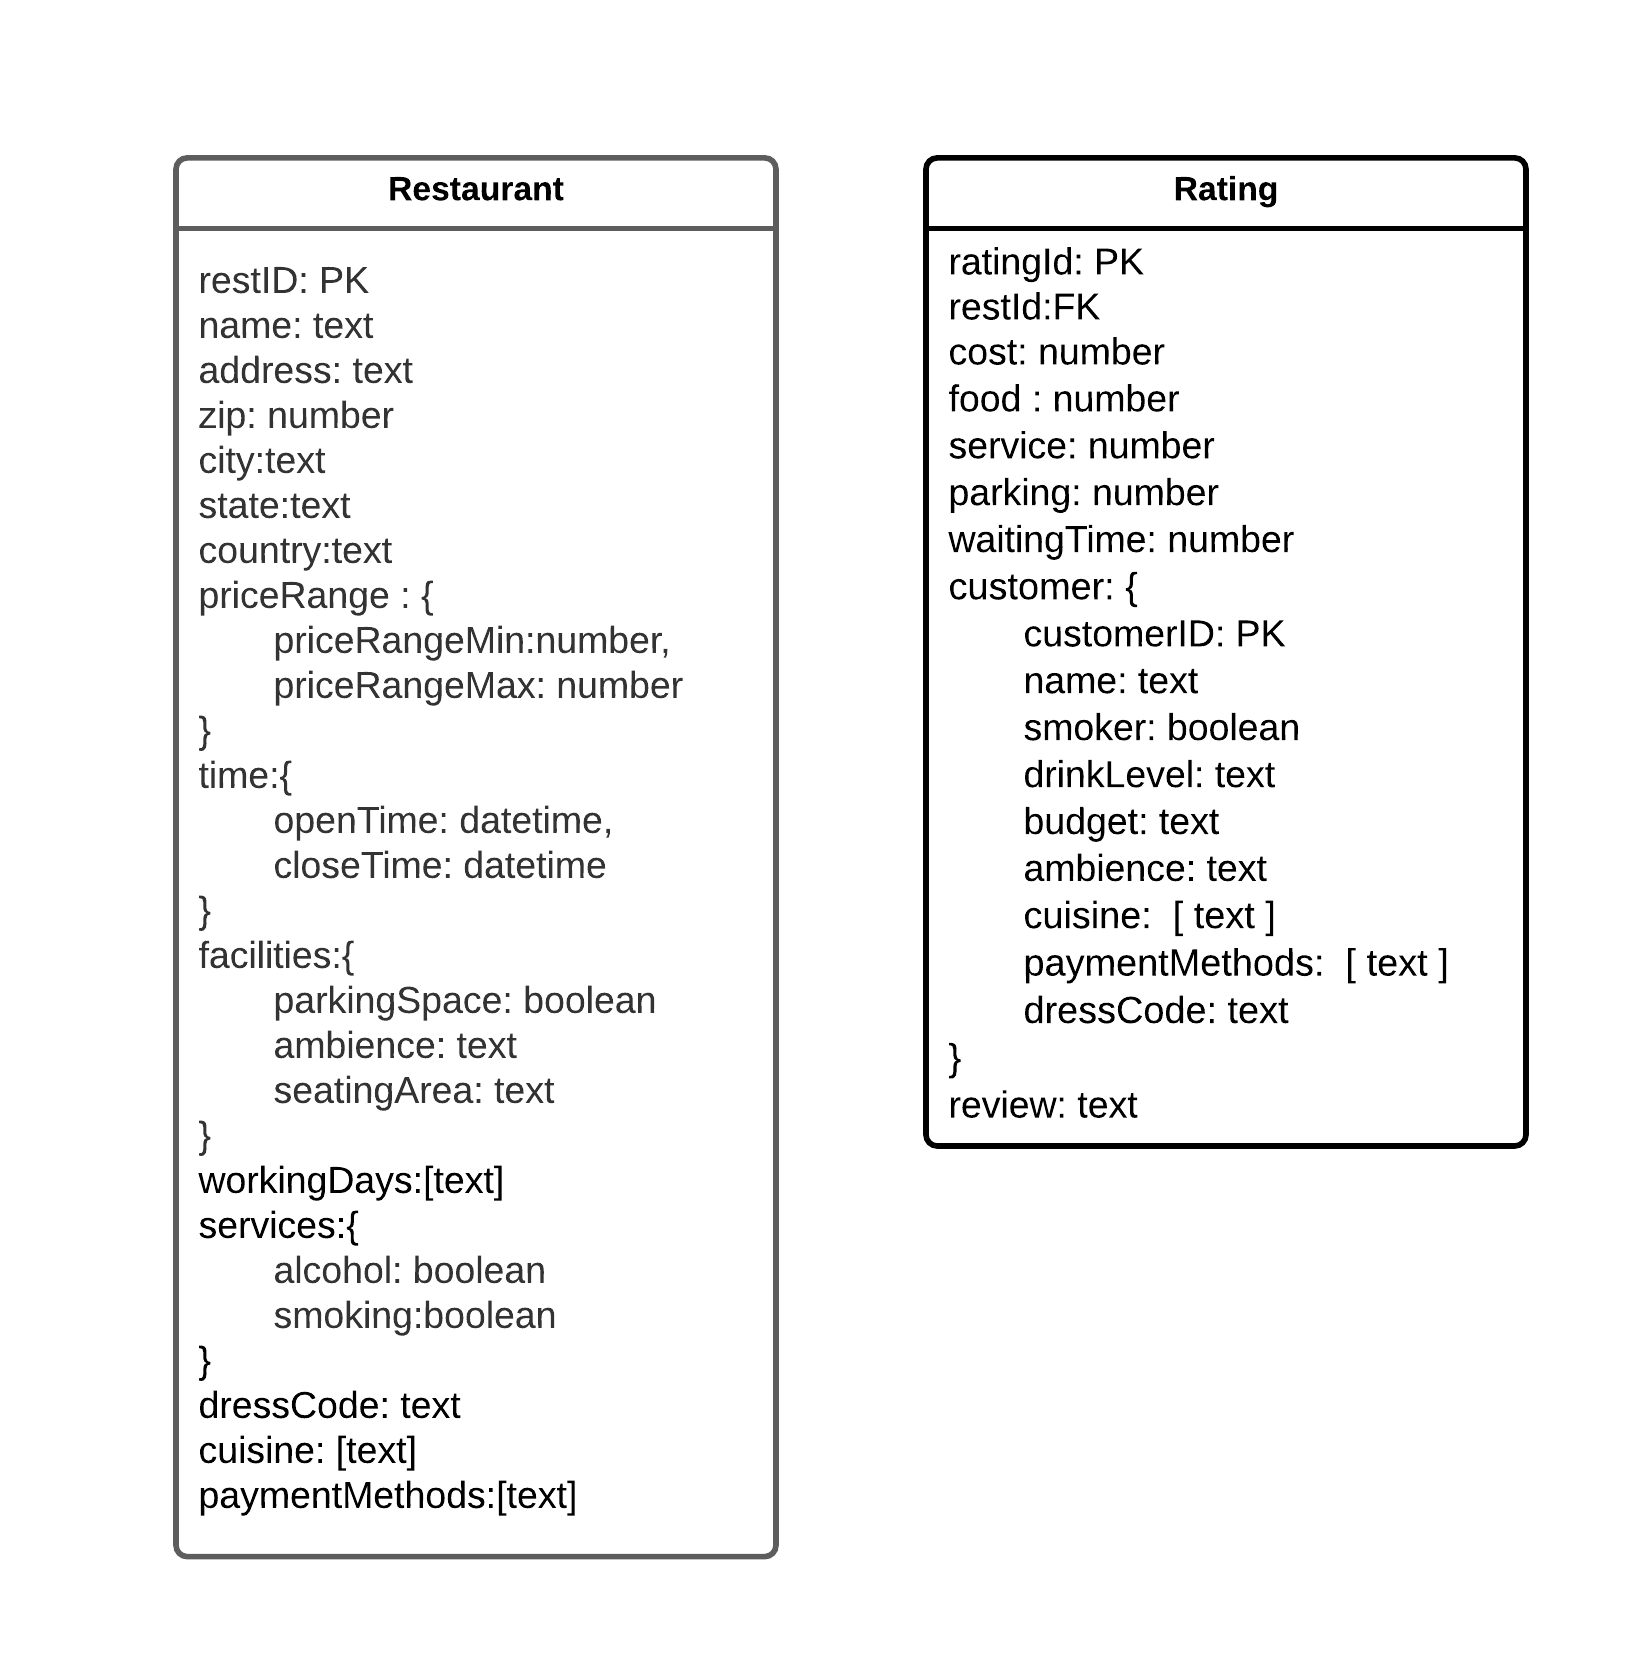 Restaurant
restID: PK
name: text
address: text
zip: number
city:text
state:text
country:text
priceRange : {
priceRangeMin:number,
priceRangeMax: number
}
time:{
openTime: datetime,
closeTime: datetime
}
facilities:{
parkingSpace: boolean
ambience: text
seatingArea: text
}
workingDays:[text]
services:{
alcohol: boolean
smoking:boolean
}
dressCode: text
cuisine: [text]
paymentMethods:[text]
Rating
ratingId: PK
restId:FK
cost: number
food : number
service: number
parking: number
waitingTime: number
customer: {
customerID: PK
name: text
smoker: boolean
drinkLevel: text
budget: text
ambience: text
cuisine:  [ text ]
paymentMethods:  [ text ]
dressCode: text
}
review: text